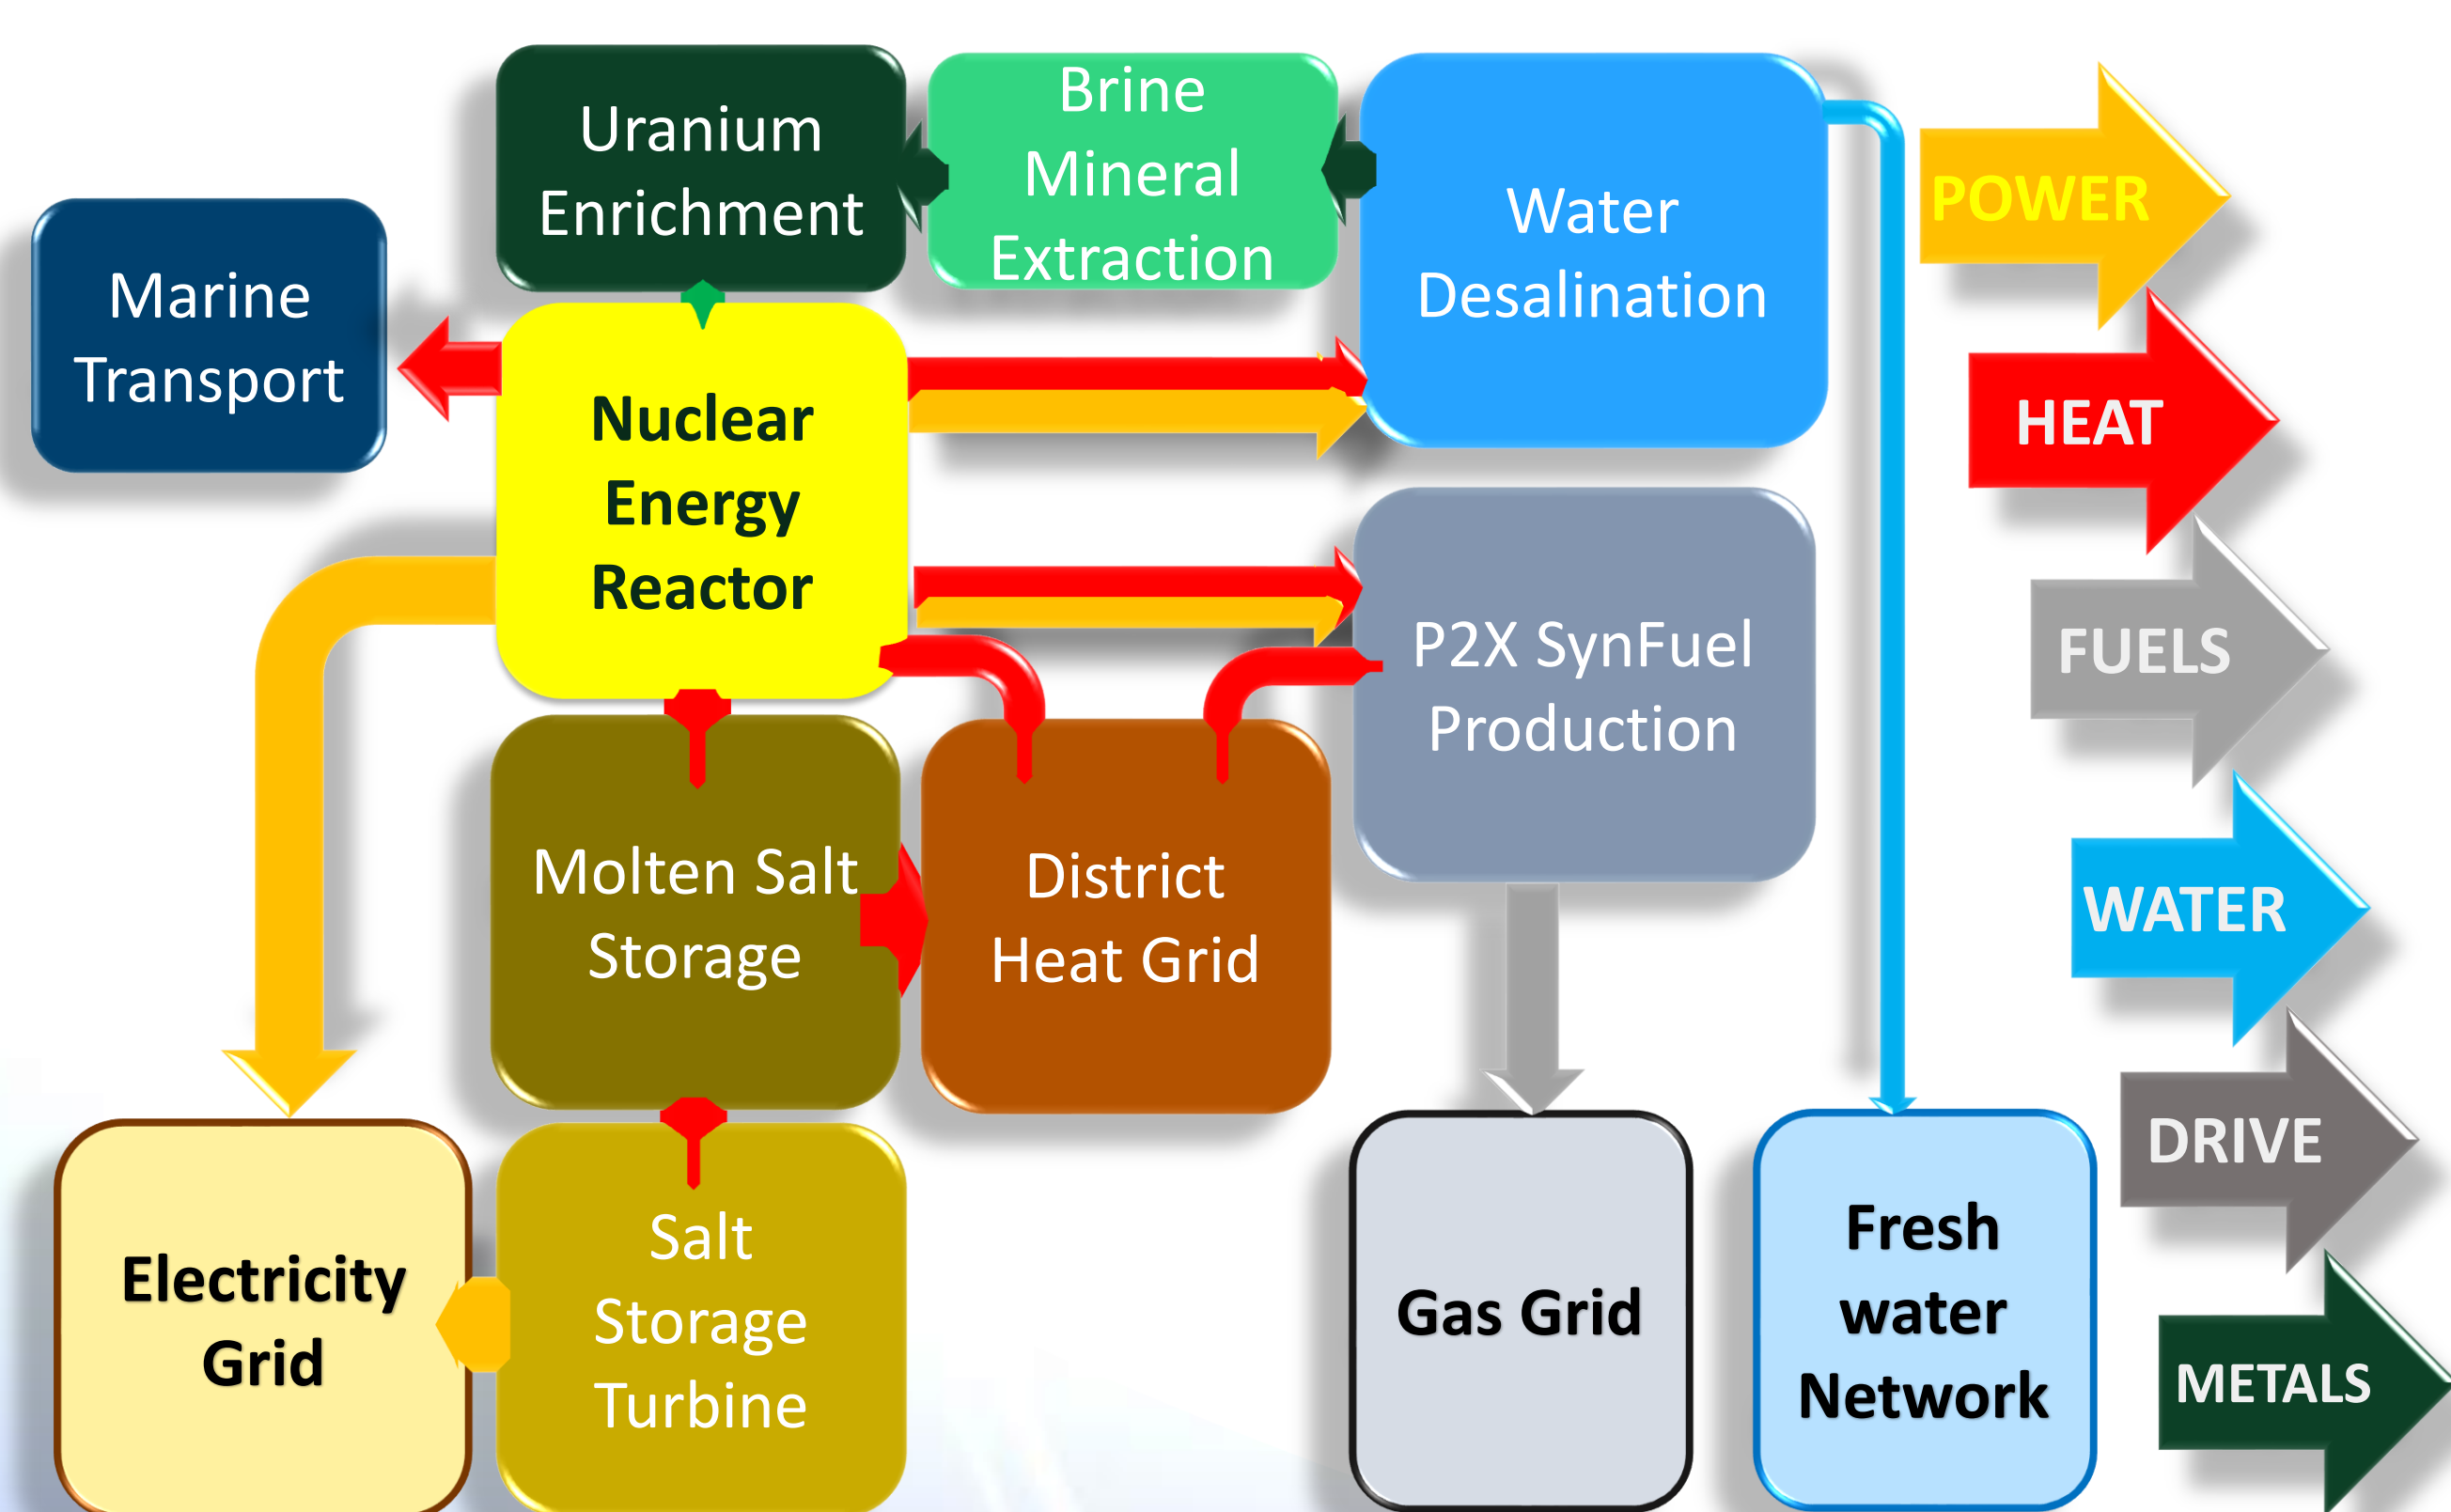 Uranium
Enrichment
Brine
Mineral
Extraction
Water
Desalination
POWER
Marine
Transport
Nuclear
Energy
Reactor
HEAT
P2X SynFuel
Production
FUELS
Molten Salt
Storage
District
Heat Grid
WATER
DRIVE
Electricity
Grid
Salt
Storage
Turbine
Gas Grid
Fresh
water
Network
METALS